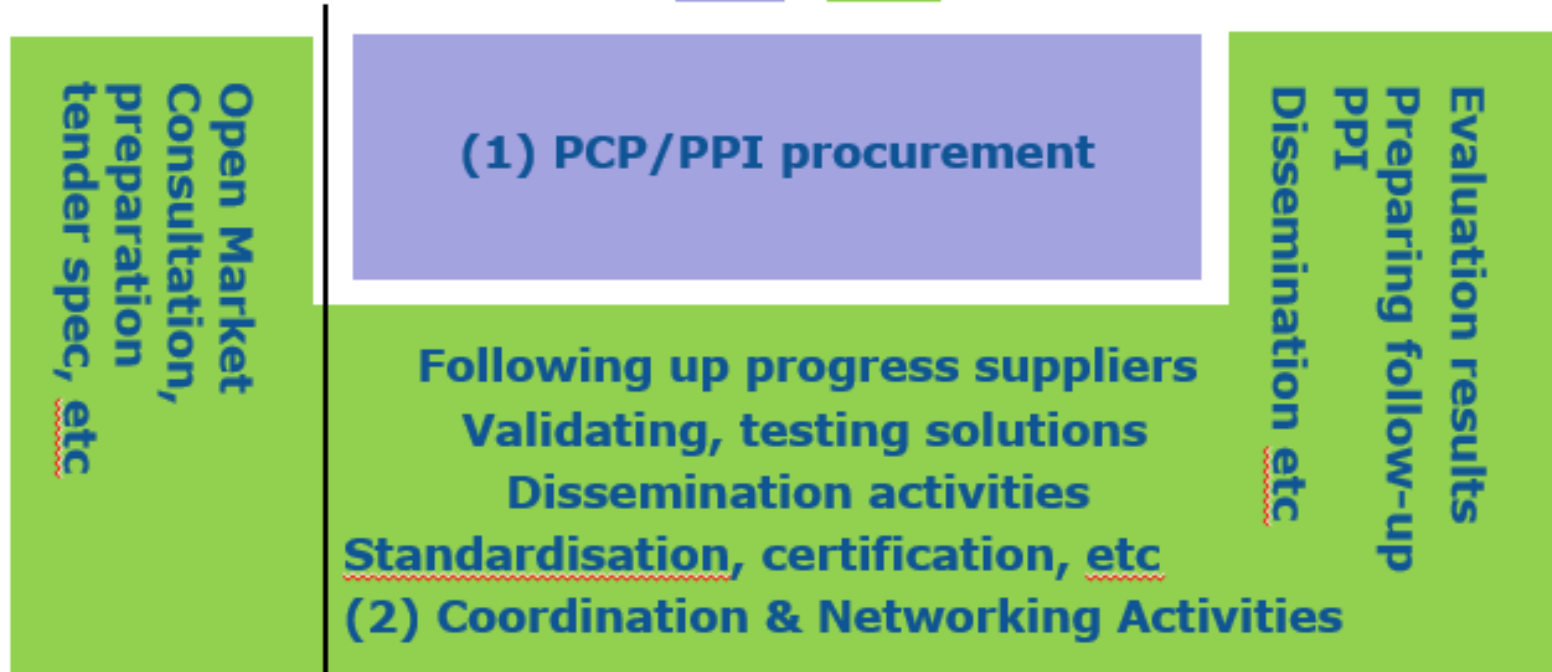 Open Market
Consultation,
preparation
tender spec, etc
(1) PCP/PPI procurement
Following up progress suppliers
Validating, testing solutions
Dissemination activities
Standardisation, certification, etc
(2) Coordination & Networking Activities
Evaluation results
Preparing follow-up
PPI
Dissemination etc